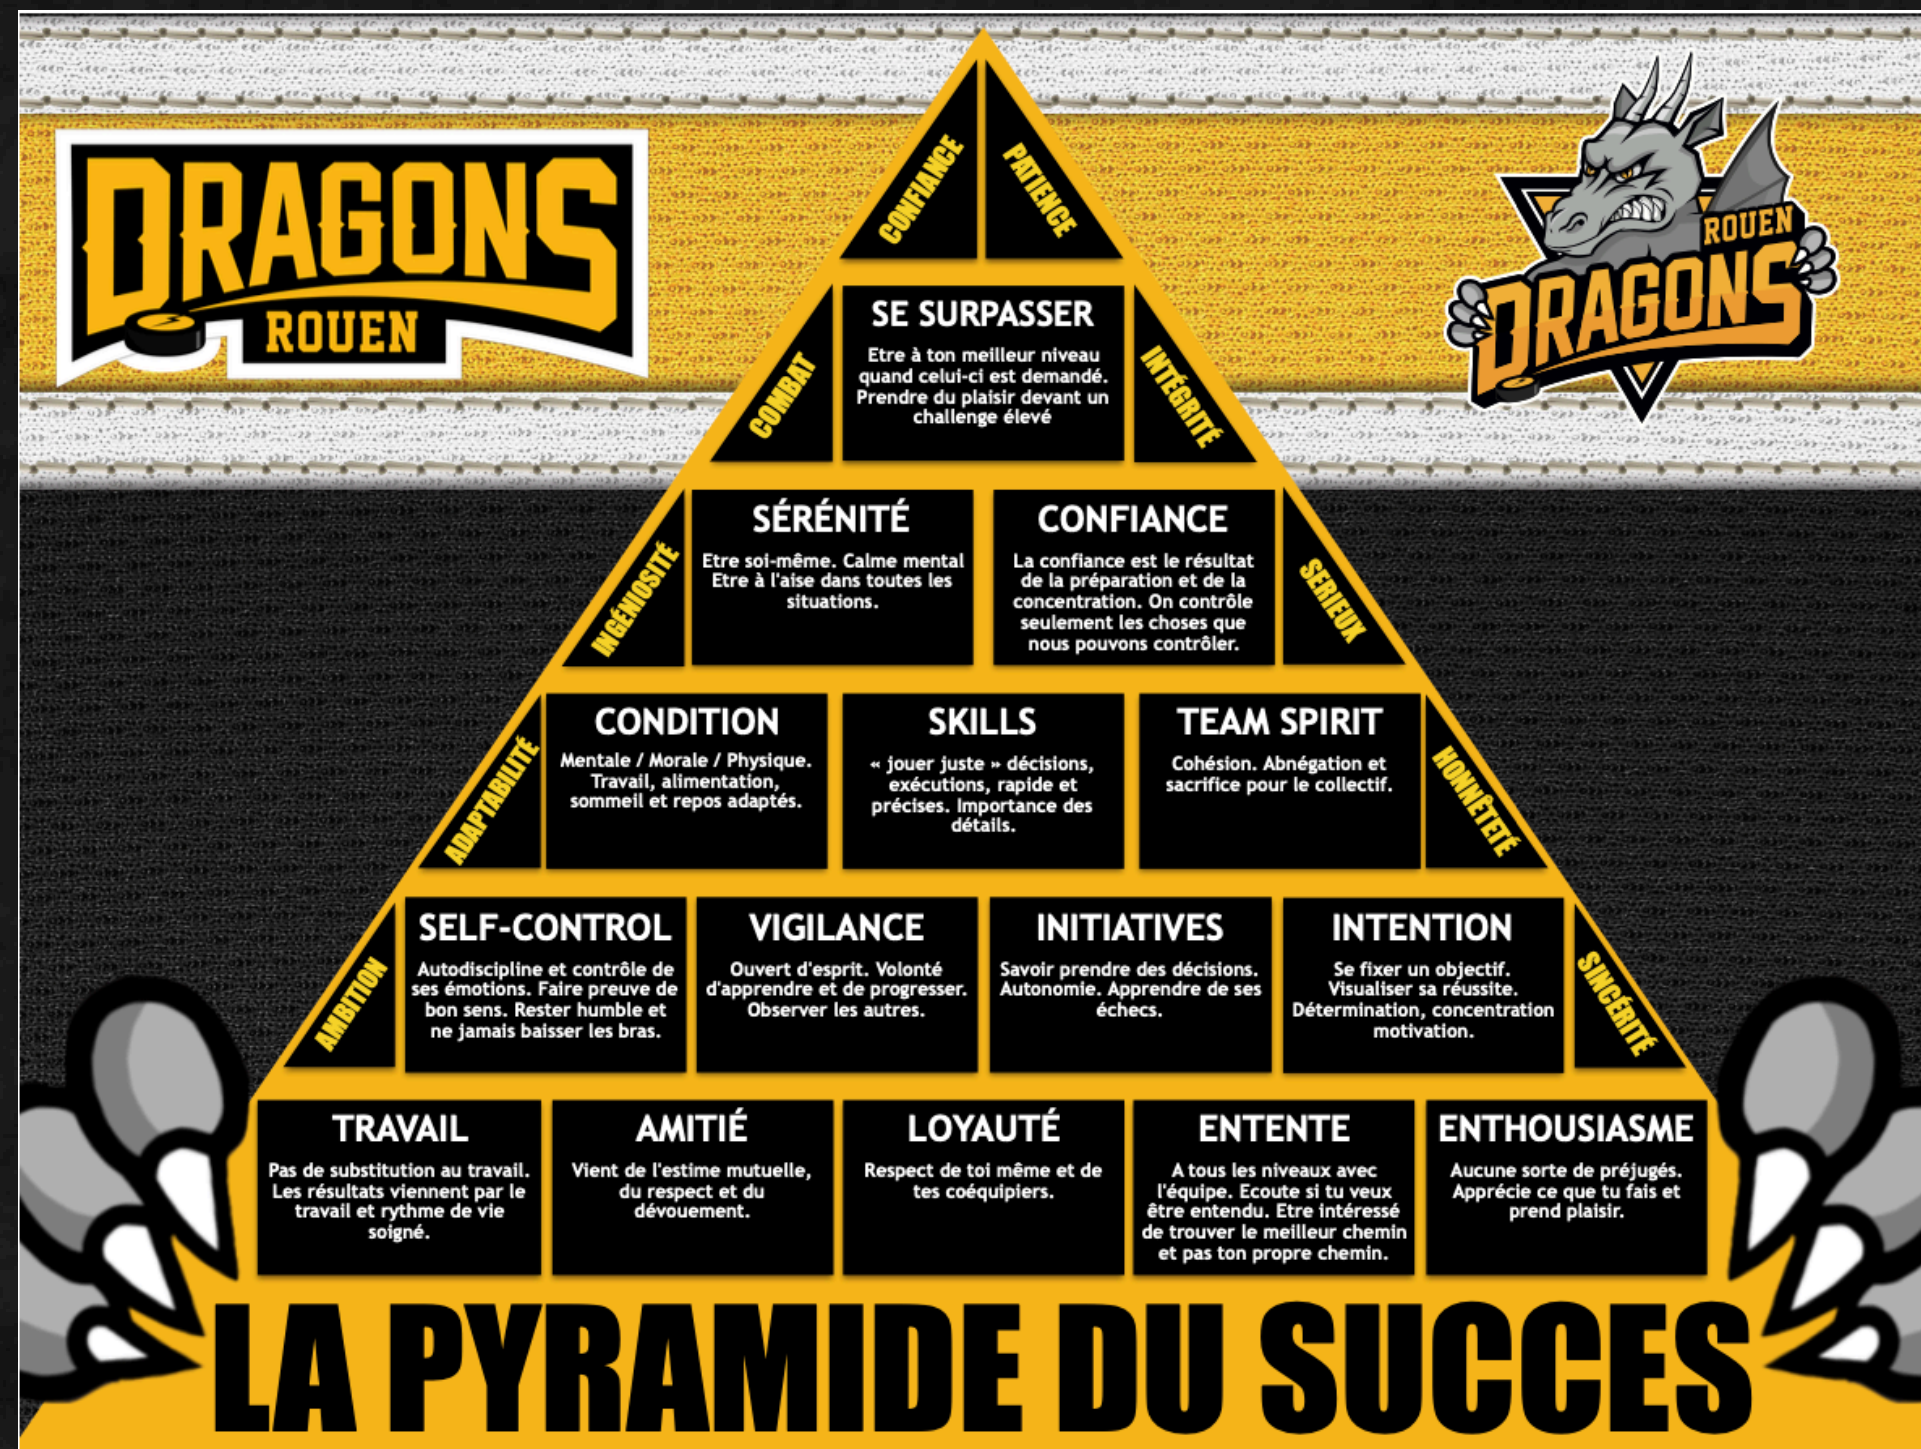 DRAGONS
ROUEN
ROUEN
DRAGONS
CONFIANCE
PATIENCE
COMBAT
SE SURPASSER
Etre à ton meilleur niveau
quand celui-ci est demandé.
Prendre du plaisir devant un
challenge élevé
INTÉGRITÉ
INGÉNIOSITÉ
SÉRÉNITÉ
Etre soi-même. Calme mental
Etre à l'aise dans toutes les
situations.
CONFIANCE
La confiance est le résultat
de la préparation et de la
concentration. On contrôle
seulement les choses que
nous pouvons contrôler.
SERIEUX
ADAPTABILITÉ
CONDITION
Mentale / Morale / Physique.
Travail, alimentation,
sommeil et repos adaptés.
SKILLS
« jouer juste » décisions,
exécutions, rapide et
précises. Importance des
détails.
TEAM SPIRIT
Cohésion. Abnégation et
sacrifice pour le collectif.
HONNÊTETÉ
AMBITION
SELF-CONTROL
Autodiscipline et contrôle de
ses émotions. Faire preuve de
bon sens. Rester humble et
ne jamais baisser les bras.
VIGILANCE
Ouvert d'esprit. Volonté
d'apprendre et de progresser.
Observer les autres.
INITIATIVES
Savoir prendre des décisions.
Autonomie. Apprendre de ses
échecs.
INTENTION
Se fixer un objectif.
Visualiser sa réussite.
Détermination, concentration
motivation.
SINCÉRITÉ
TRAVAIL
Pas de substitution au travail.
Les résultats viennent par le
travail et rythme de vie
soigné.
AMITIÉ
Vient de l'estime mutuelle,
du respect et du
dévouement.
LOYAUTÉ
Respect de toi même et de
tes coéquipiers.
ENTENTE
A tous les niveaux avec
l'équipe. Ecoute si tu veux
être entendu. Etre intéressé
de trouver le meilleur chemin
et pas ton propre chemin.
ENTHOUSIASME
Aucune sorte de préjugés.
Apprécie ce que tu fais et
prend plaisir.
LA PYRAMIDE DU SUCCES